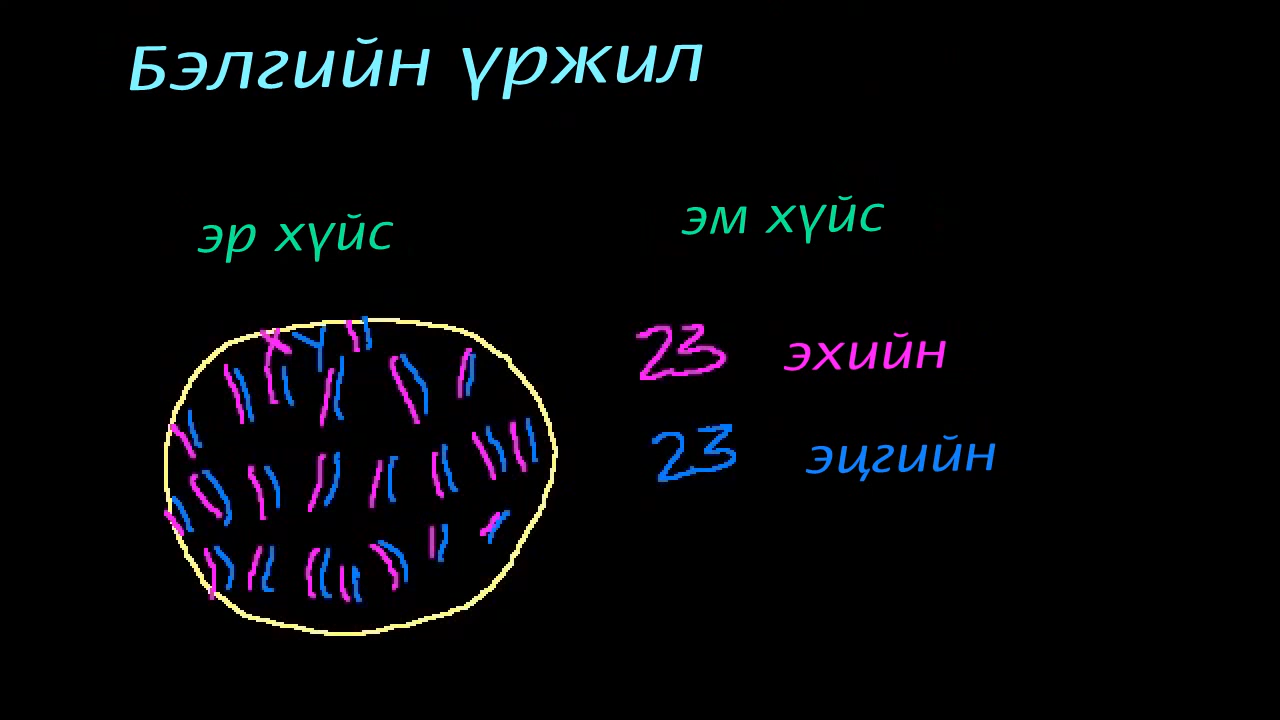 Бэлгийн үржил
эр хүйс
эм хүйс
23 эхийн
23 эцгийн